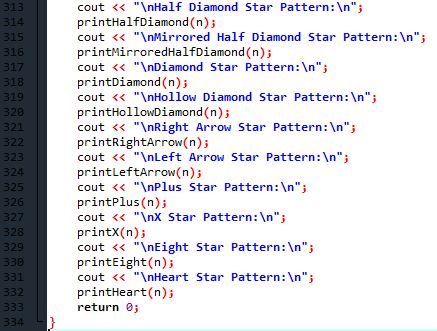 313 cout << "\nHalf Diamond Star Pattern:\n";
314 printHalfDiamond(n);
315 cout << "\nMirrored Half Diamond Star Pattern:\n";
316 printMirroredHalfDiamond(n);
317 cout << "\nDiamond Star Pattern:\n";
318 printDiamond(n);
319 cout << "\nHollow Diamond Star Pattern:\n";
320 printHollowDiamond(n);
321 cout << "\nRight Arrow Star Pattern:\n";
322 printRightArrow(n);
323 cout << "\nLeft Arrow Star Pattern:\n";
324 printLeftArrow(n);
325 cout << "\nPlus Star Pattern:\n";
326 printPlus(n);
327 cout << "\nX Star Pattern:\n";
328 printX(n);
329 cout << "\nEight Star Pattern:\n";
330 printEight(n);
331 cout << "\nHeart Star Pattern:\n";
332 printHeart(n);
333 return 0;
334 }